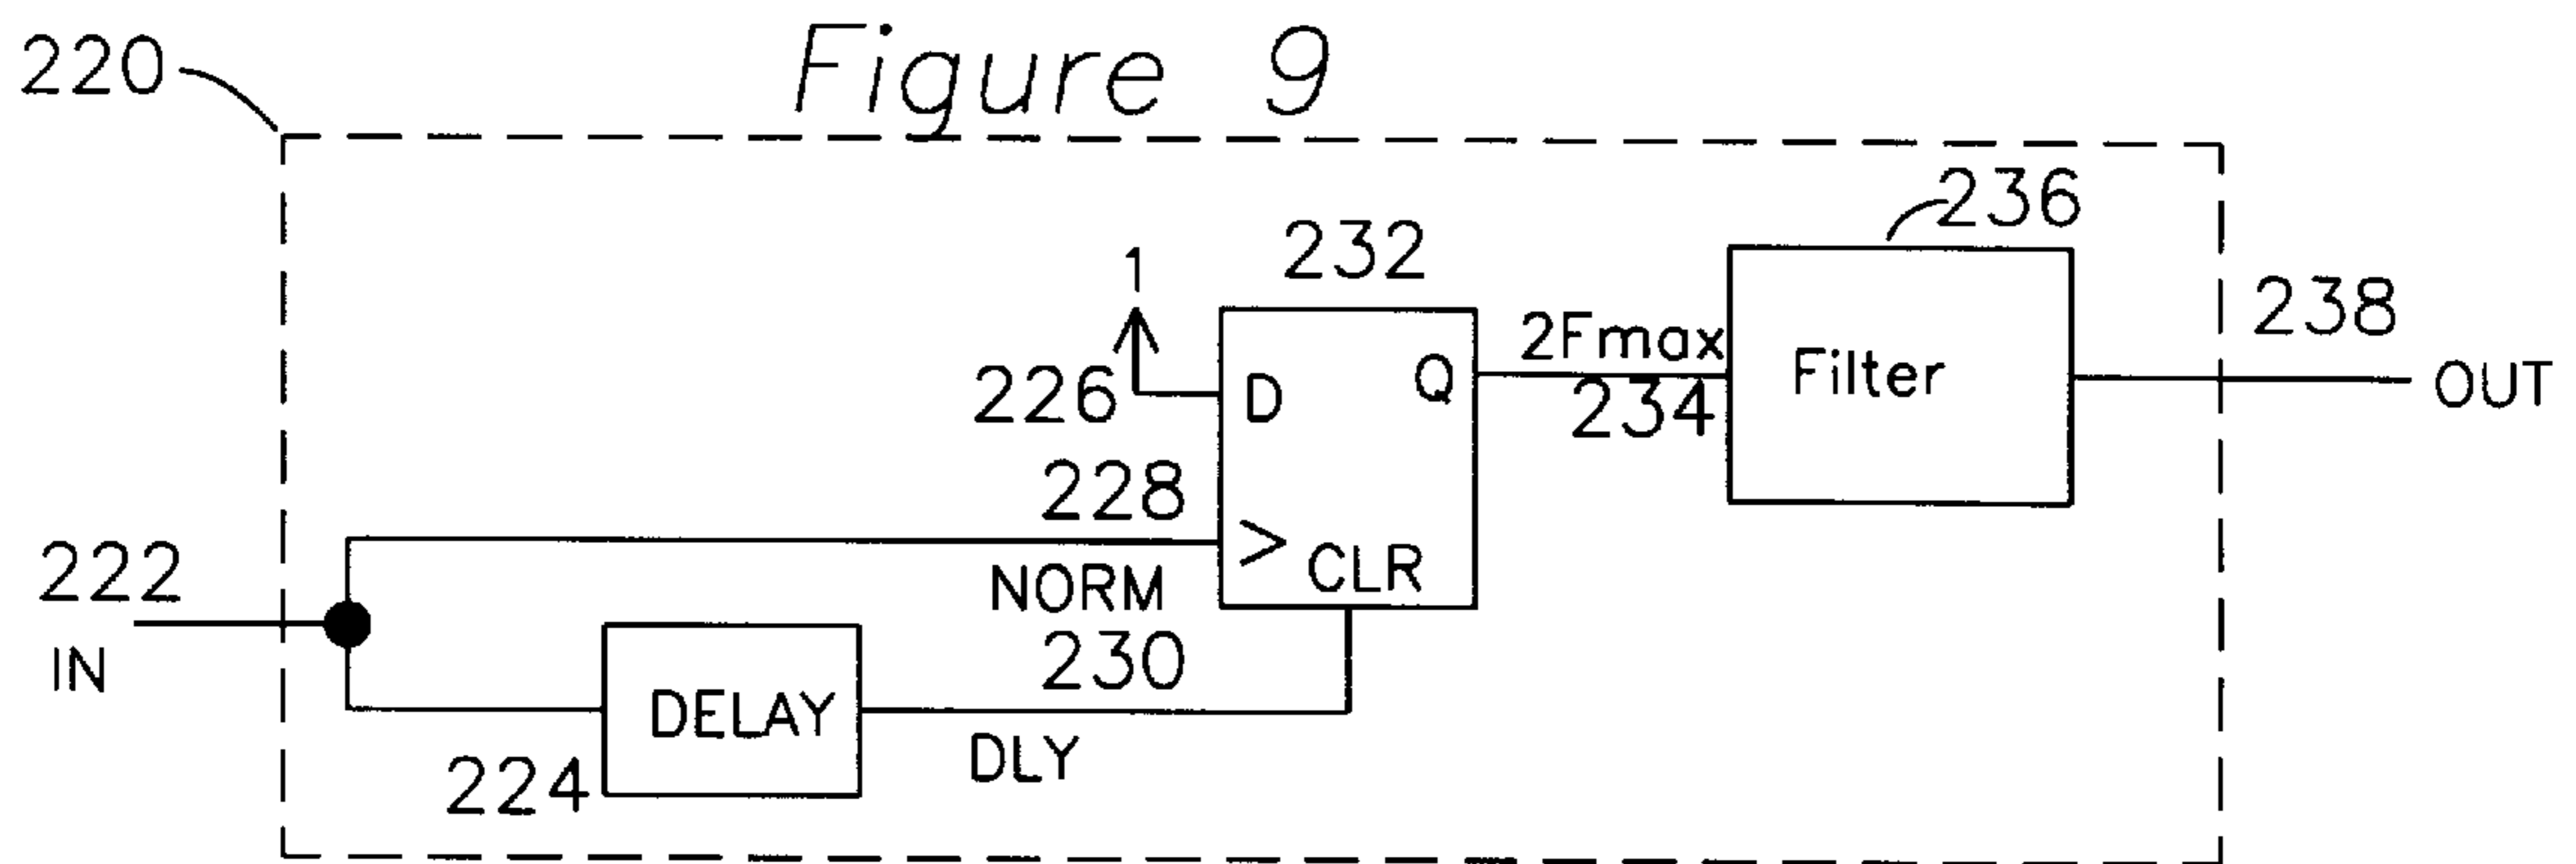 Figure 9
220
236
232
1
238
2Fmax
Filter
226
D
Q
234
OUT
228
>
CLR
222
NORM
IN
230
DELAY
DLY
224